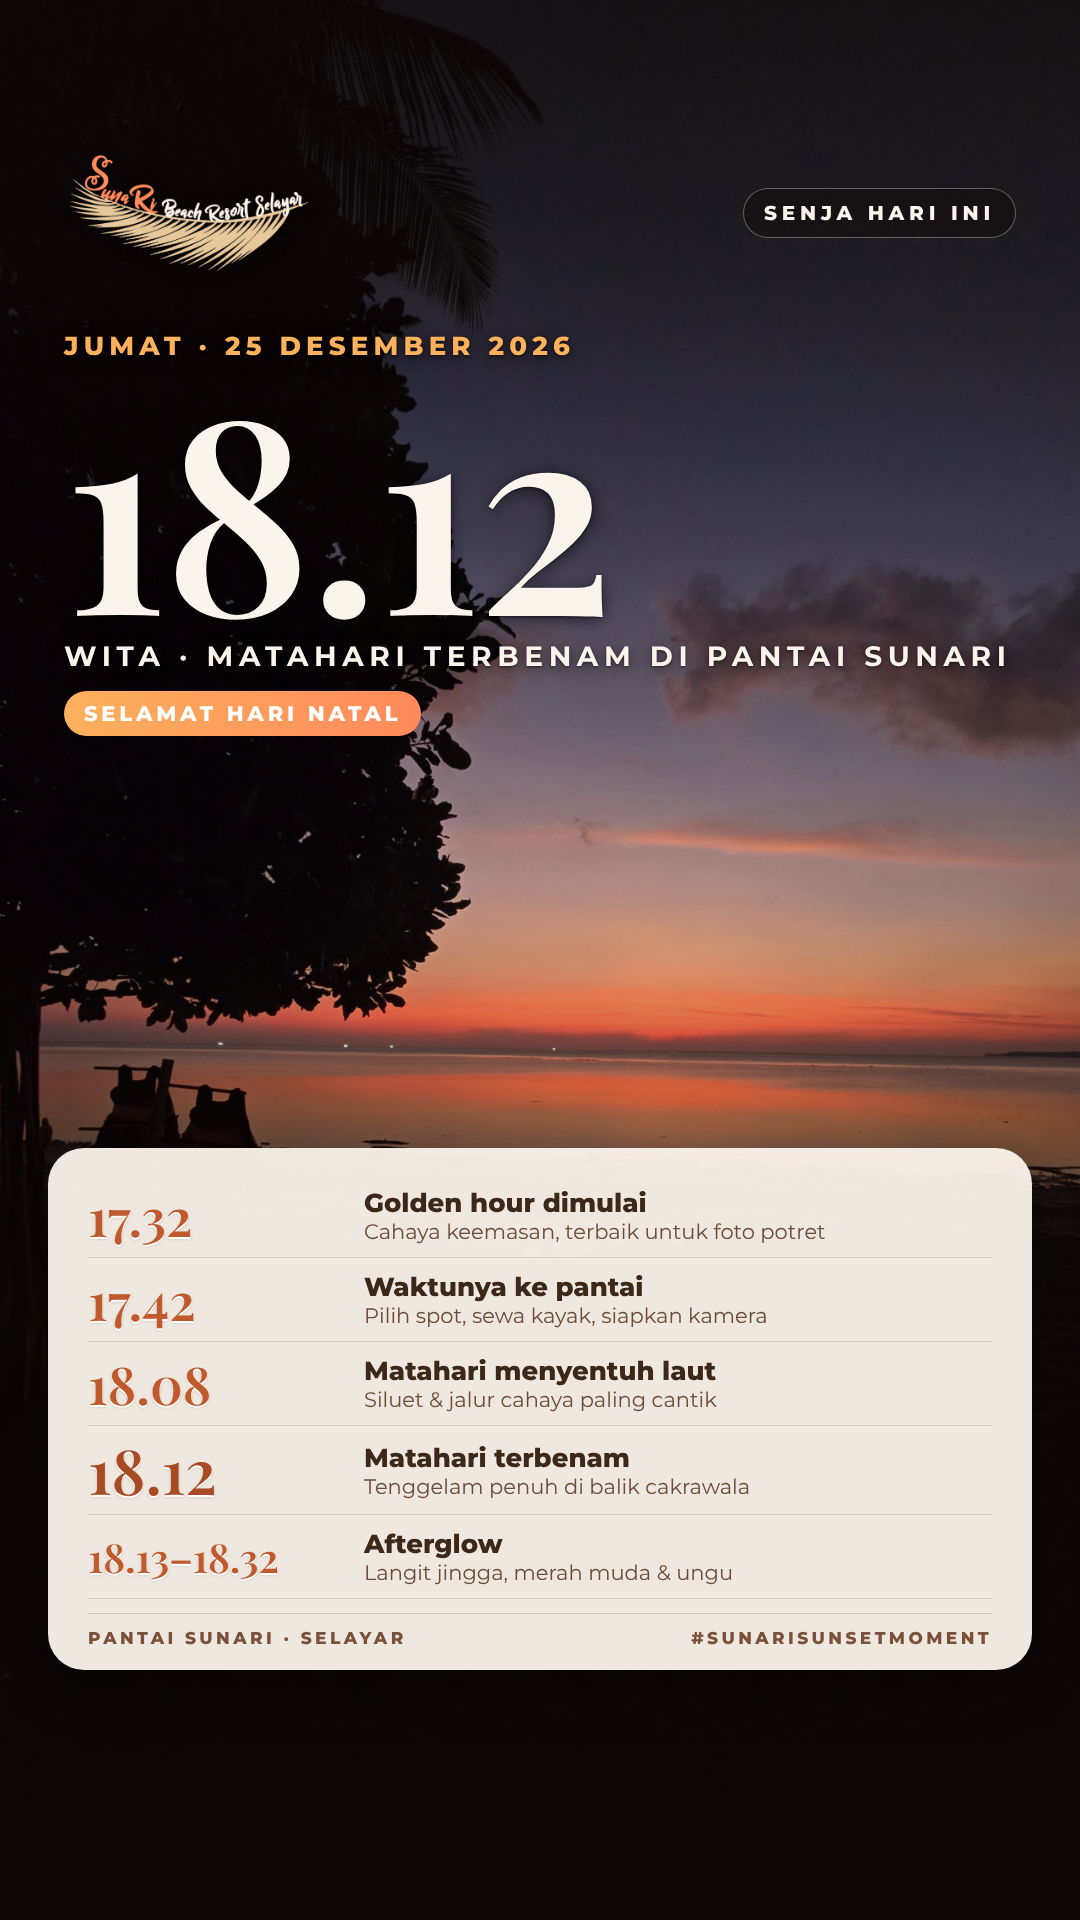 SunaRi Beach Resort Selayar
SENJA HARI INI
JUMAT · 25 DESEMBER 2026
18.12
WITA · MATAHARI TERBENAM DI PANTAI SUNARI
SELAMAT HARI NATAL
17.32
Golden hour dimulai
Cahaya keemasan, terbaik untuk foto potret
17.42
Waktunya ke pantai
Pilih spot, sewa kayak, siapkan kamera
18.08
Matahari menyentuh laut
Siluet & jalur cahaya paling cantik
18.12
Matahari terbenam
Tenggelam penuh di balik cakrawala
18.13–18.32
Afterglow
Langit jingga, merah muda & ungu
PANTAI SUNARI · SELAYAR
#SUNARISUNSETMOMENT